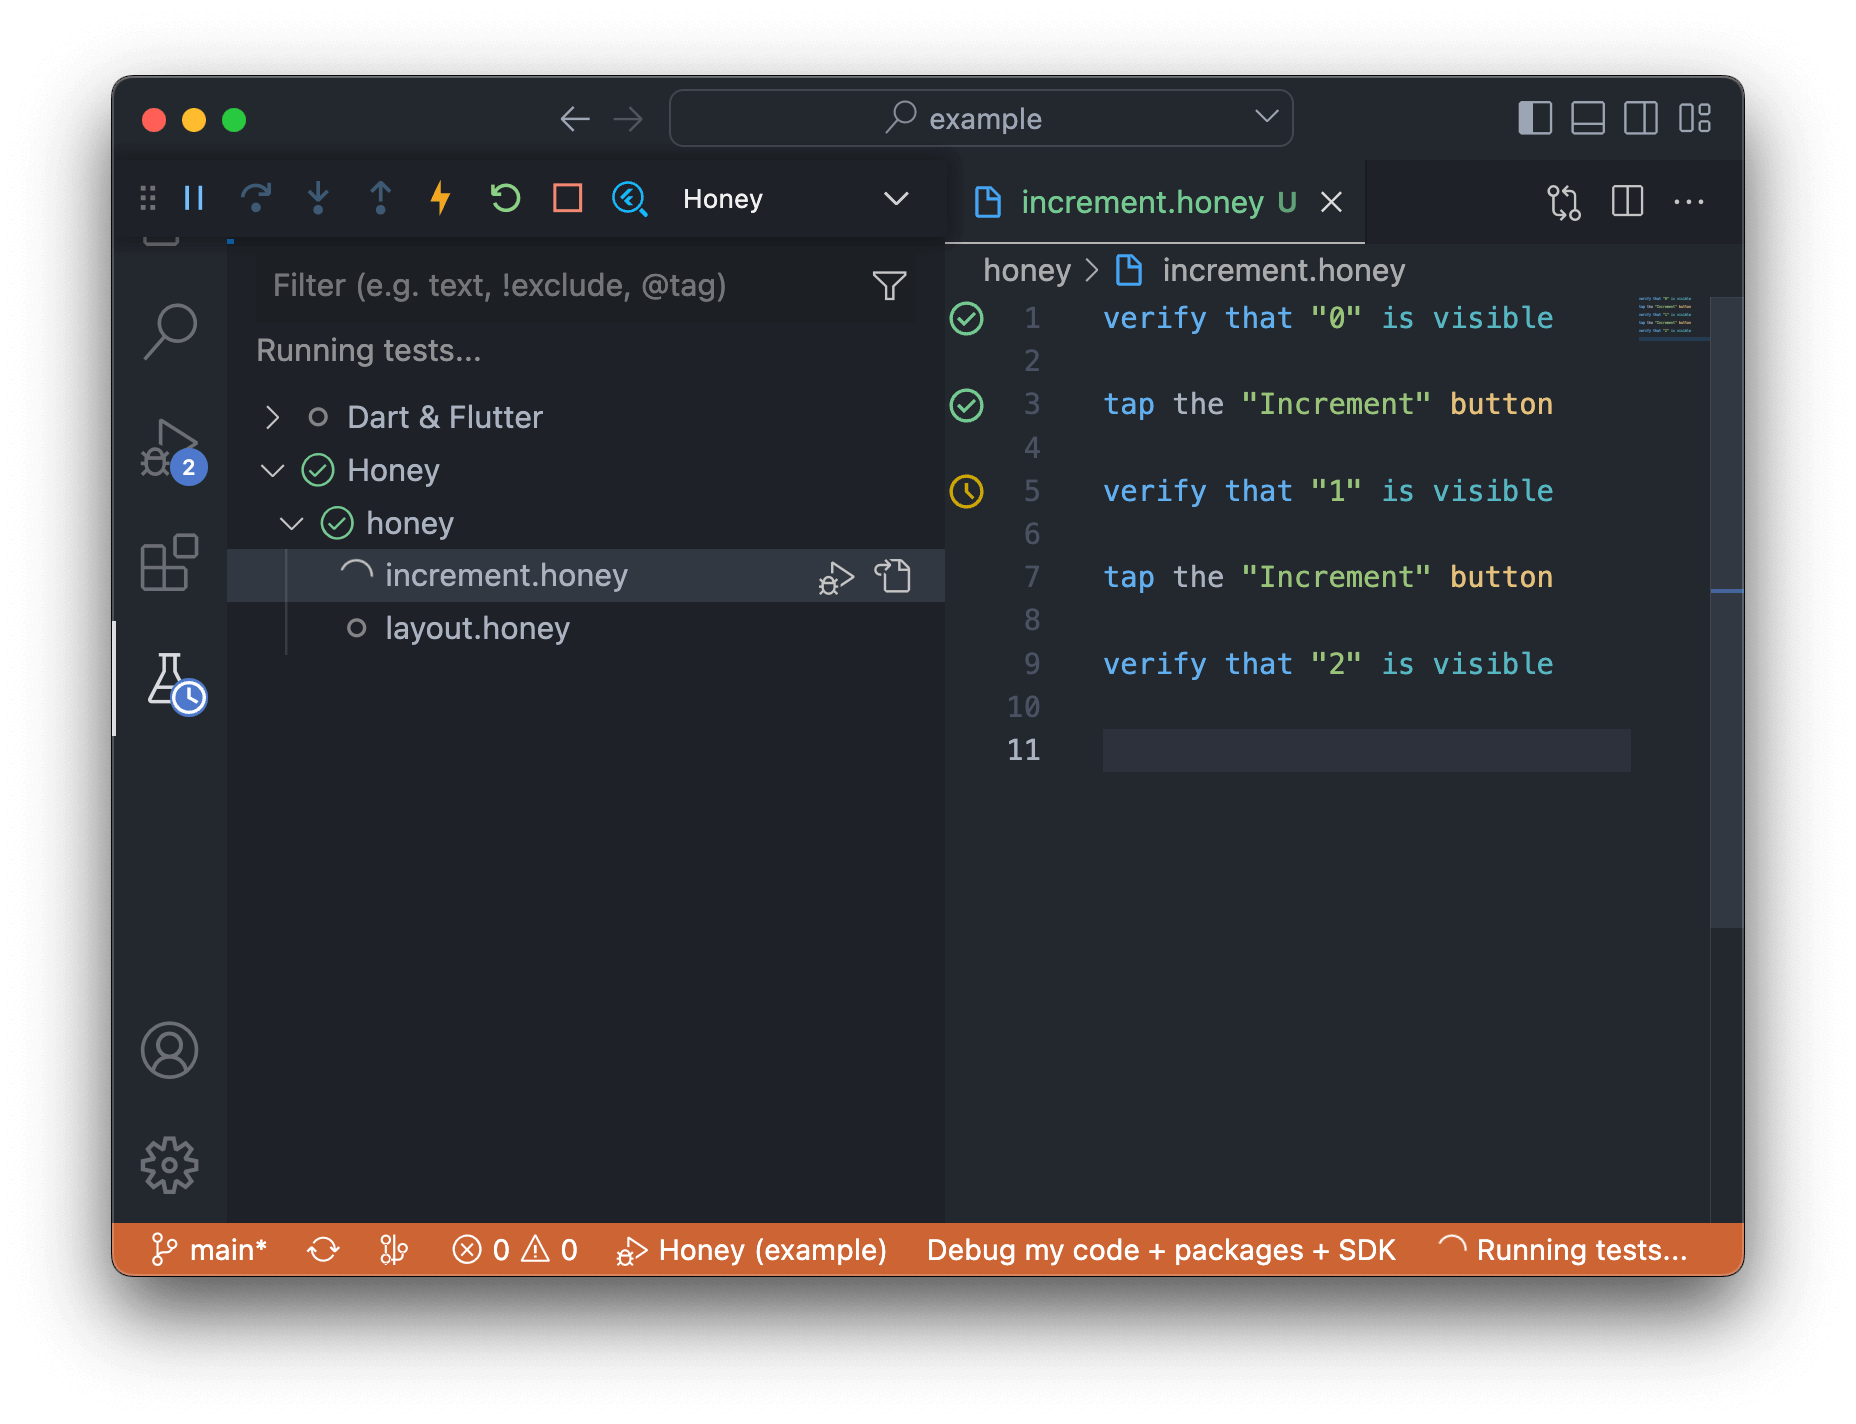 example
Honey
increment.honey U
Filter (e.g. text, !exclude, @tag)
Running tests...
Dart & Flutter
Honey
honey
increment.honey
layout.honey
2
honey > increment.honey
1 verify that "0" is visible
2
3 tap the "Increment" button
4
5 verify that "1" is visible
6
7 tap the "Increment" button
8
9 verify that "2" is visible
10
11
main* 0 0 Honey (example) Debug my code + packages + SDK Running tests...